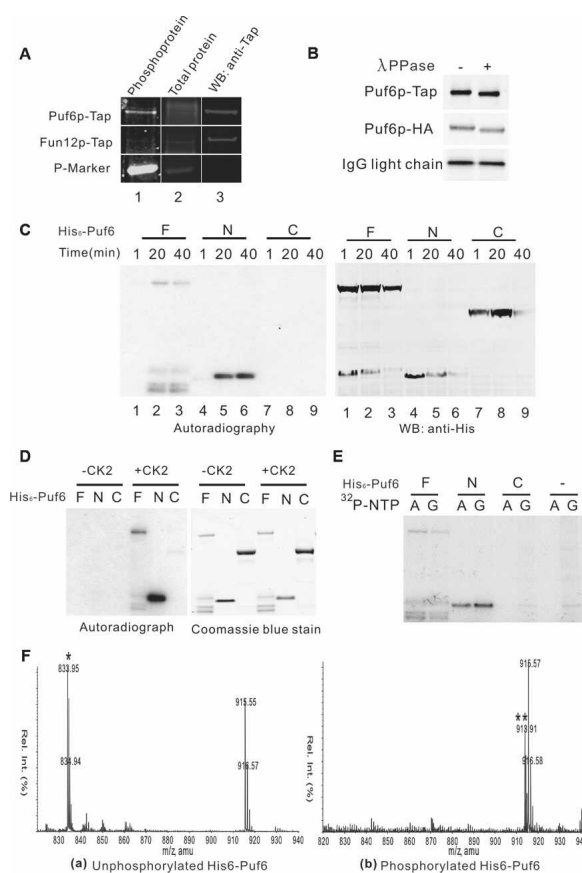 A
Phosphoprotein
Total protein
WB: anti-Tap
Puf6p-Tap
Fun12p-Tap
P-Marker
1 2 3
B
λPPase - +
Puf6p-Tap
Puf6p-HA
IgG light chain
C
His₆-Puf6 F N C F N C
Time(min) 1 20 40 1 20 40 1 20 40 1 20 40 1 20 40 1 20 40
1 2 3 4 5 6 7 8 9 1 2 3 4 5 6 7 8 9
Autoradiography WB: anti-His
D
-CK2 +CK2 -CK2 +CK2
His₆-Puf6 F N C F N C F N C F N C
Autoradiograph Coomassie blue stain
E
His₆-Puf6 F N C -
³²P-NTP A G A G A G A G
F
*
833.95
834.94
915.55
916.57
Rel. Int. (%)
820 830 840 850 860 870 880 890 900 910 920 930 940
m/z, amu
(a) Unphosphorylated His6-Puf6
915.57
**
913.91
916.58
Rel. Int. (%)
820 830 840 850 860 870 880 890 900 910 920 930 940
m/z, amu
(b) Phosphorylated His6-Puf6